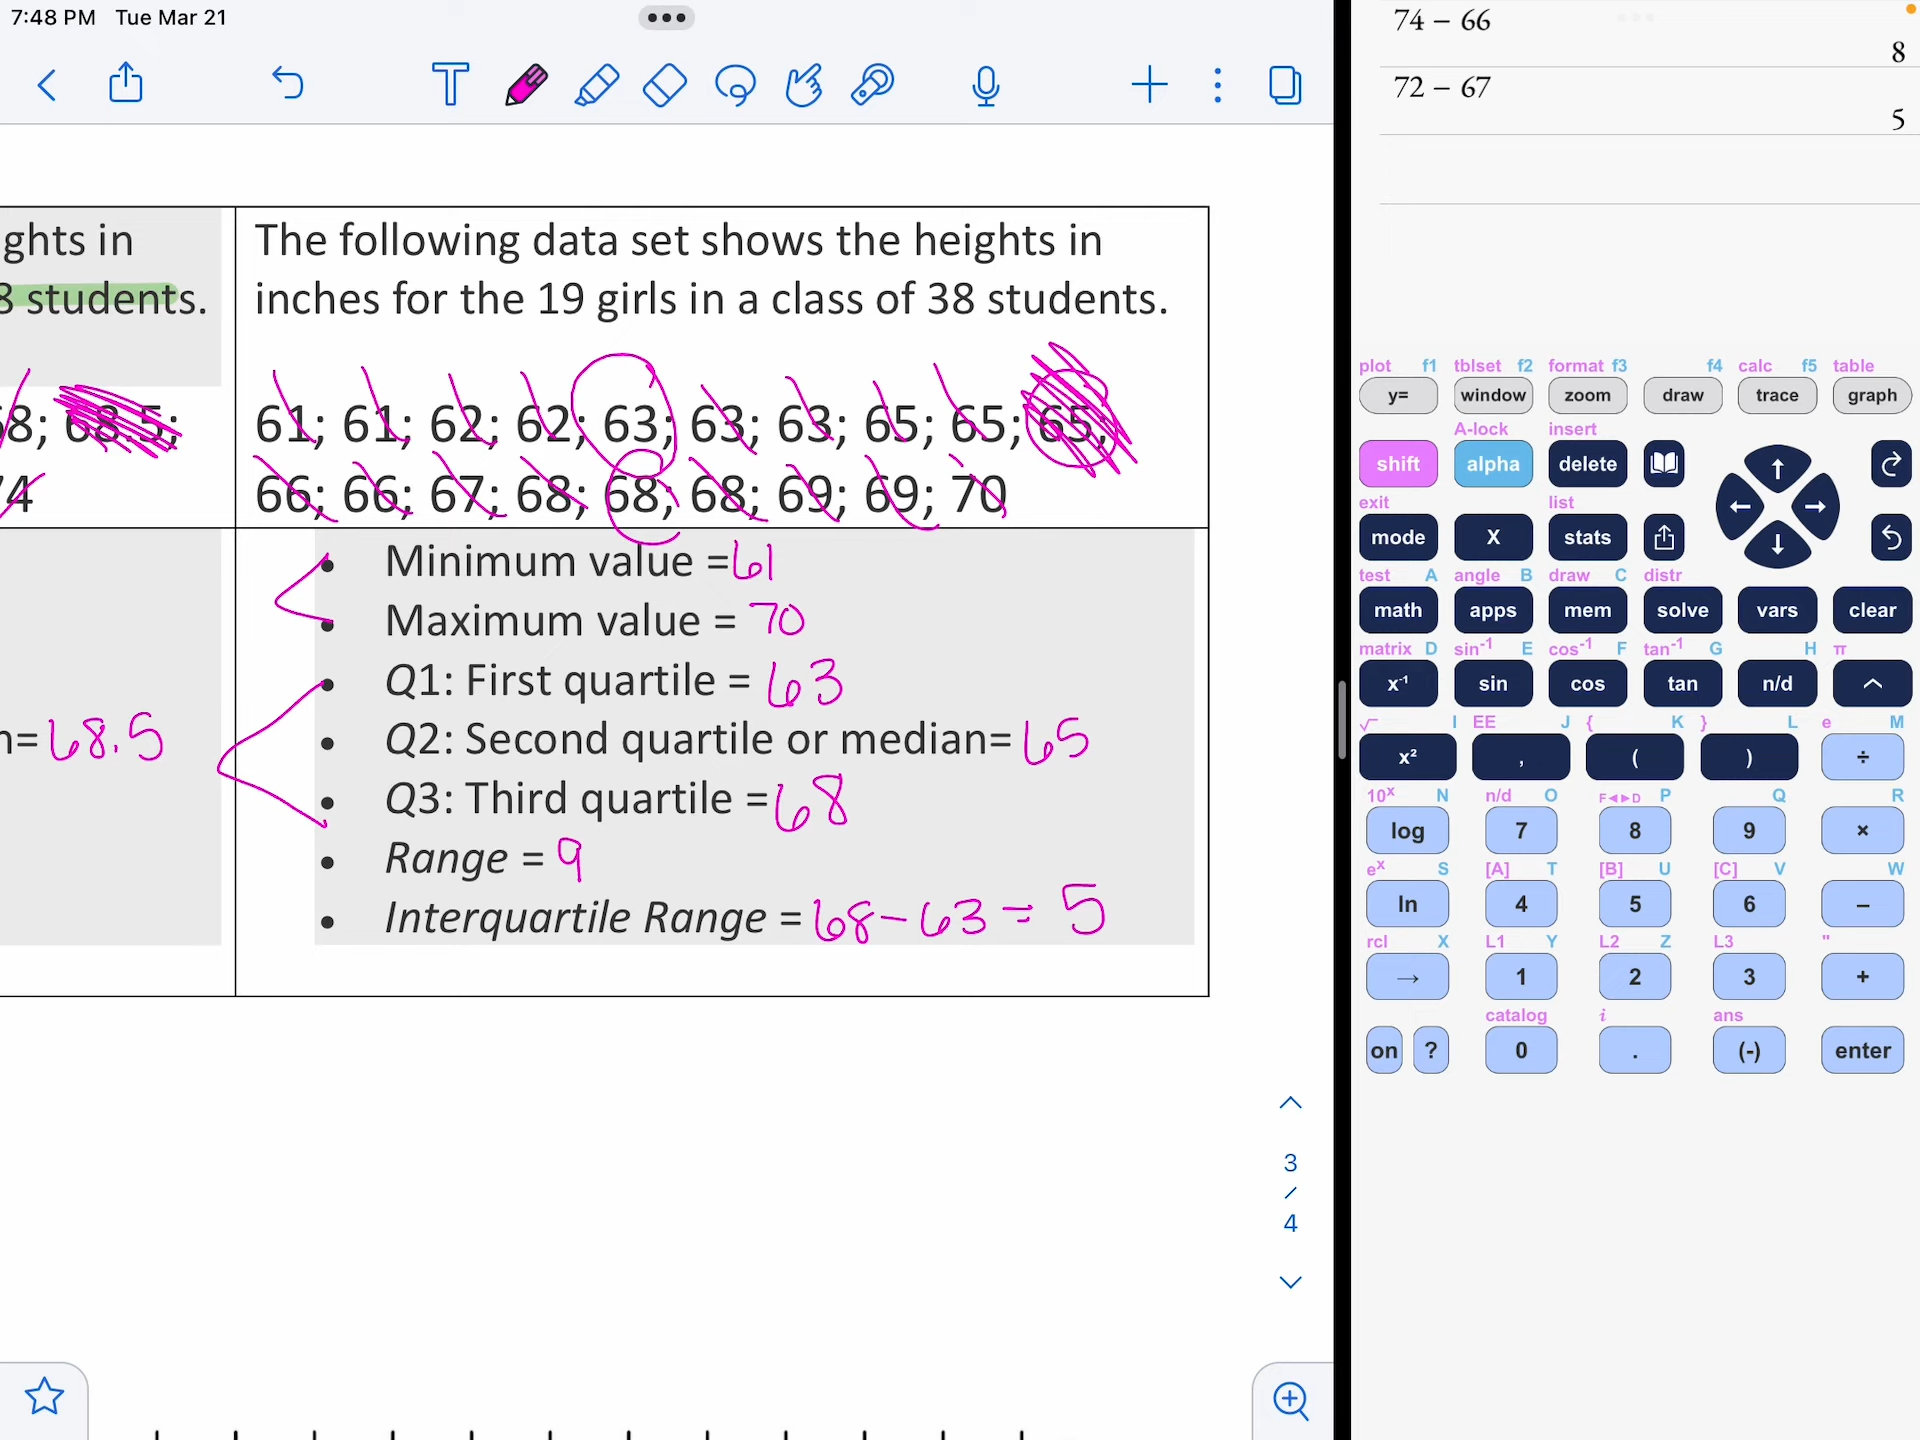 7:48 PM Tue Mar 21
ghts in
8 students.
68; 68.5;
74
n= 68.5
The following data set shows the heights in
inches for the 19 girls in a class of 38 students.
61; 61; 62; 62; 63; 63; 63; 65; 65; 65;
66; 66; 67; 68; 68; 68; 69; 69; 70
• Minimum value =61
• Maximum value = 70
• Q1: First quartile = 63
• Q2: Second quartile or median= 65
• Q3: Third quartile =68
• Range = 9
• Interquartile Range = 68-63 = 5
3
/
4
74 – 66
8
72 – 67
5
plot f1 tblset f2 format f3 f4 calc f5 table
y= window zoom draw trace graph
A-lock insert
shift alpha delete
exit list
mode X stats
test A angle B draw C distr
math apps mem solve vars clear
matrix D sin-1 E cos-1 F tan-1 G H π
x-1 sin cos tan n/d ^
√ I EE J { K } L e M
x² , ( ) ÷
10x N n/d O F◄►D P Q R
log 7 8 9 ×
ex S [A] T [B] U [C] V W
ln 4 5 6 –
rcl X L1 Y L2 Z L3 "
→ 1 2 3 +
catalog i ans
on ? 0 . (-) enter